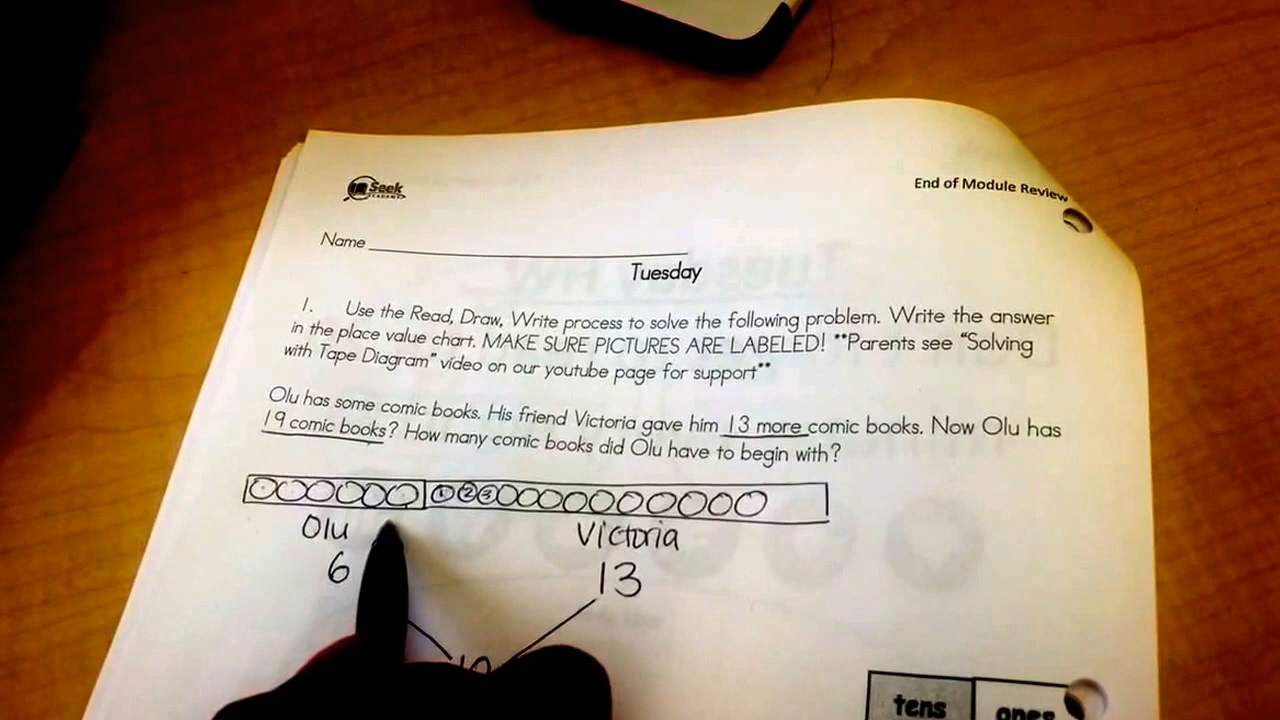 Seek
End of Module Review
Name
Tuesday
1. Use the Read, Draw, Write process to solve the following problem. Write the answer
in the place value chart. MAKE SURE PICTURES ARE LABELED! **Parents see "Solving
with Tape Diagram" video on our youtube page for support**
Olu has some comic books. His friend Victoria gave him 13 more comic books. Now Olu has
19 comic books? How many comic books did Olu have to begin with?
1 2 3
Olu Victoria
6 13
tens ones